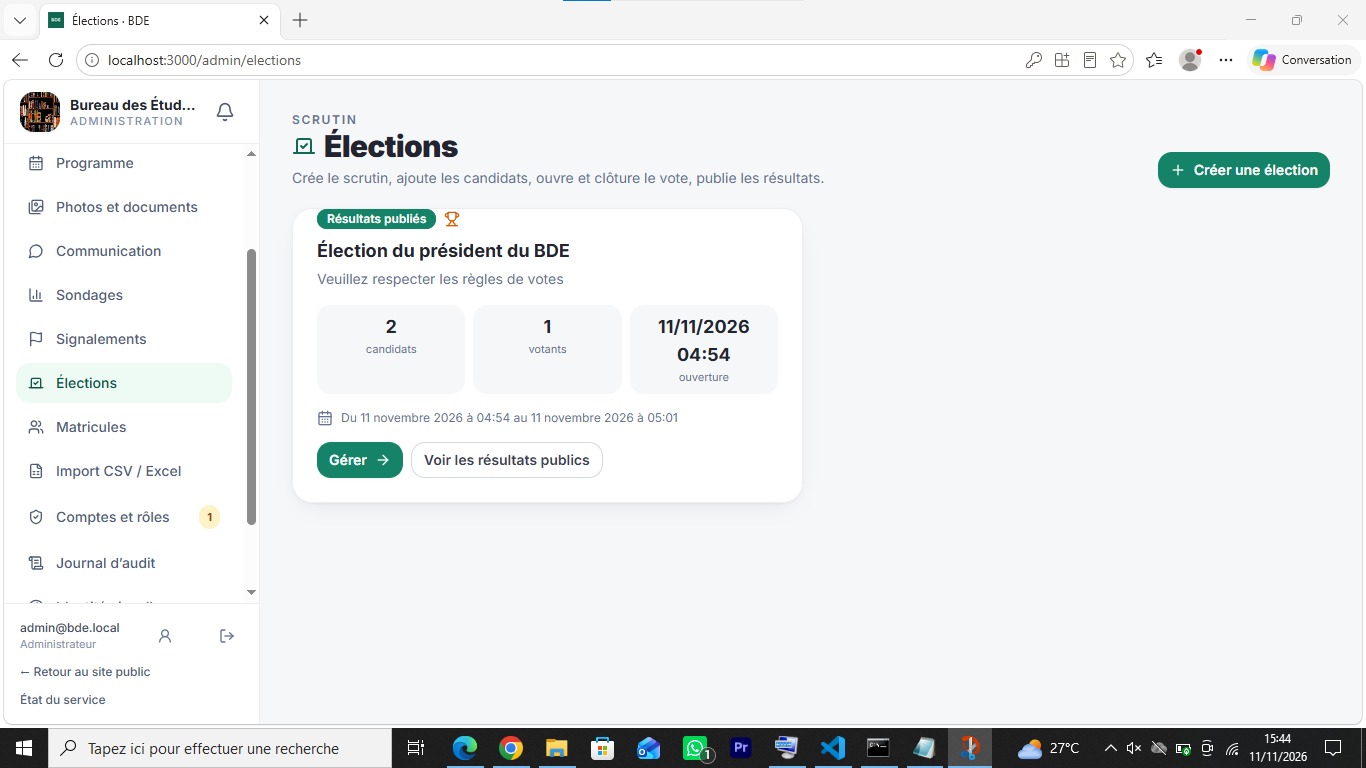 Élections · BDE
localhost:3000/admin/elections
Conversation
BDE
Bureau des Étud...
ADMINISTRATION
Programme
Photos et documents
Communication
Sondages
Signalements
Élections
Matricules
Import CSV / Excel
Comptes et rôles 1
Journal d’audit
admin@bde.local
Administrateur
← Retour au site public
État du service
SCRUTIN
Élections
Crée le scrutin, ajoute les candidats, ouvre et clôture le vote, publie les résultats.
+ Créer une élection
Résultats publiés
Élection du président du BDE
Veuillez respecter les règles de votes
2
candidats
1
votants
11/11/2026
04:54
ouverture
Du 11 novembre 2026 à 04:54 au 11 novembre 2026 à 05:01
Gérer →
Voir les résultats publics
Tapez ici pour effectuer une recherche
1
Pr
27°C
15:44
11/11/2026